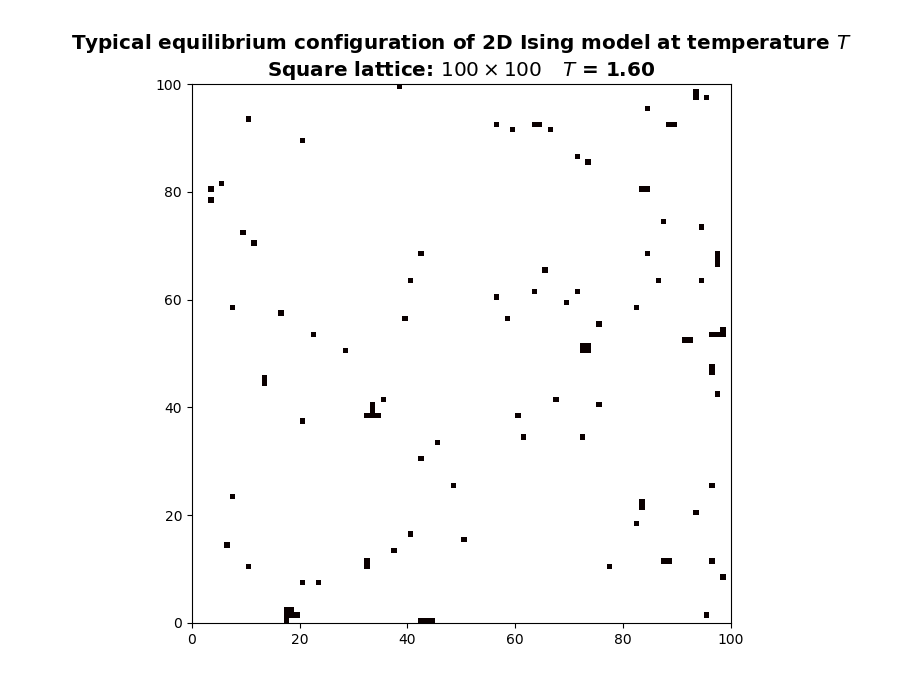 Typical equilibrium configuration of 2D Ising model at temperature T
Square lattice: 100 × 100 T = 1.60
100
80
60
40
20
0
0 20 40 60 80 100